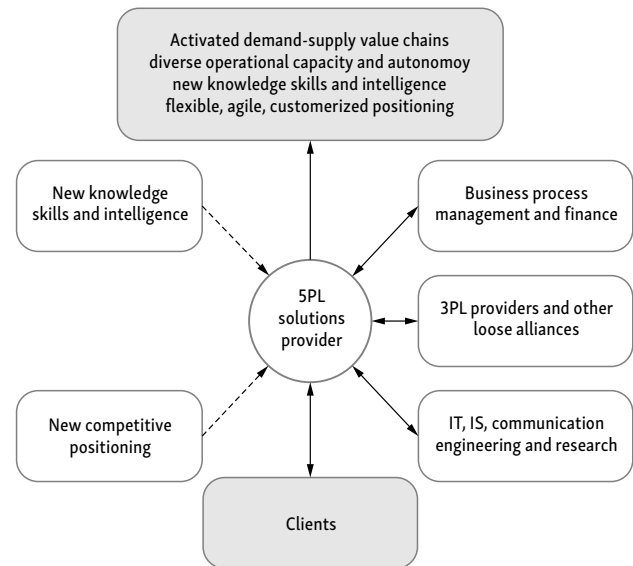 Activated demand-supply value chains
diverse operational capacity and autonomoy
new knowledge skills and intelligence
flexible, agile, customerized positioning
New knowledge
skills and intelligence
Business process
management and finance
5PL
solutions
provider
3PL providers and other
loose alliances
New competitive
positioning
IT, IS, communication
engineering and research
Clients